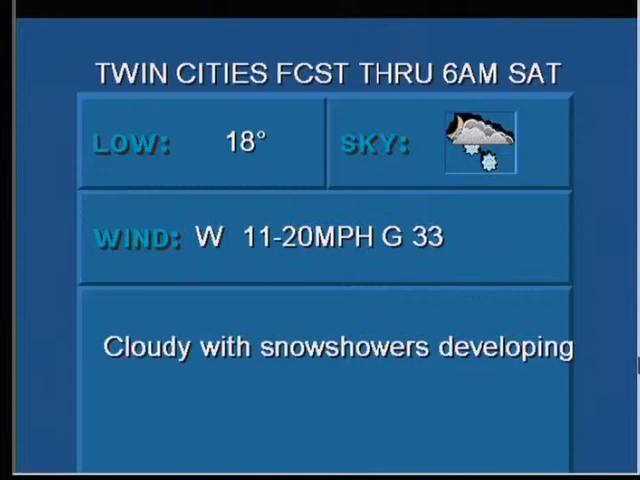 TWIN CITIES FCST THRU 6AM SAT
LOW: 18° SKY:
WIND: W 11-20MPH G 33
Cloudy with snowshowers developing